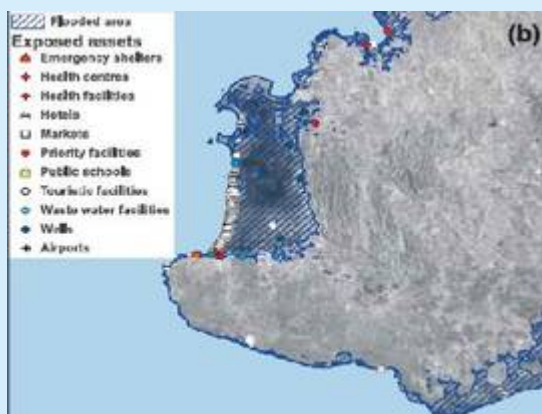 Flooded area
(b)
Exposed assets
Emergency shelters
Health centres
Health facilities
Hotels
Markets
Priority facilities
Public schools
Touristic facilities
Waste water facilities
Wells
Airports